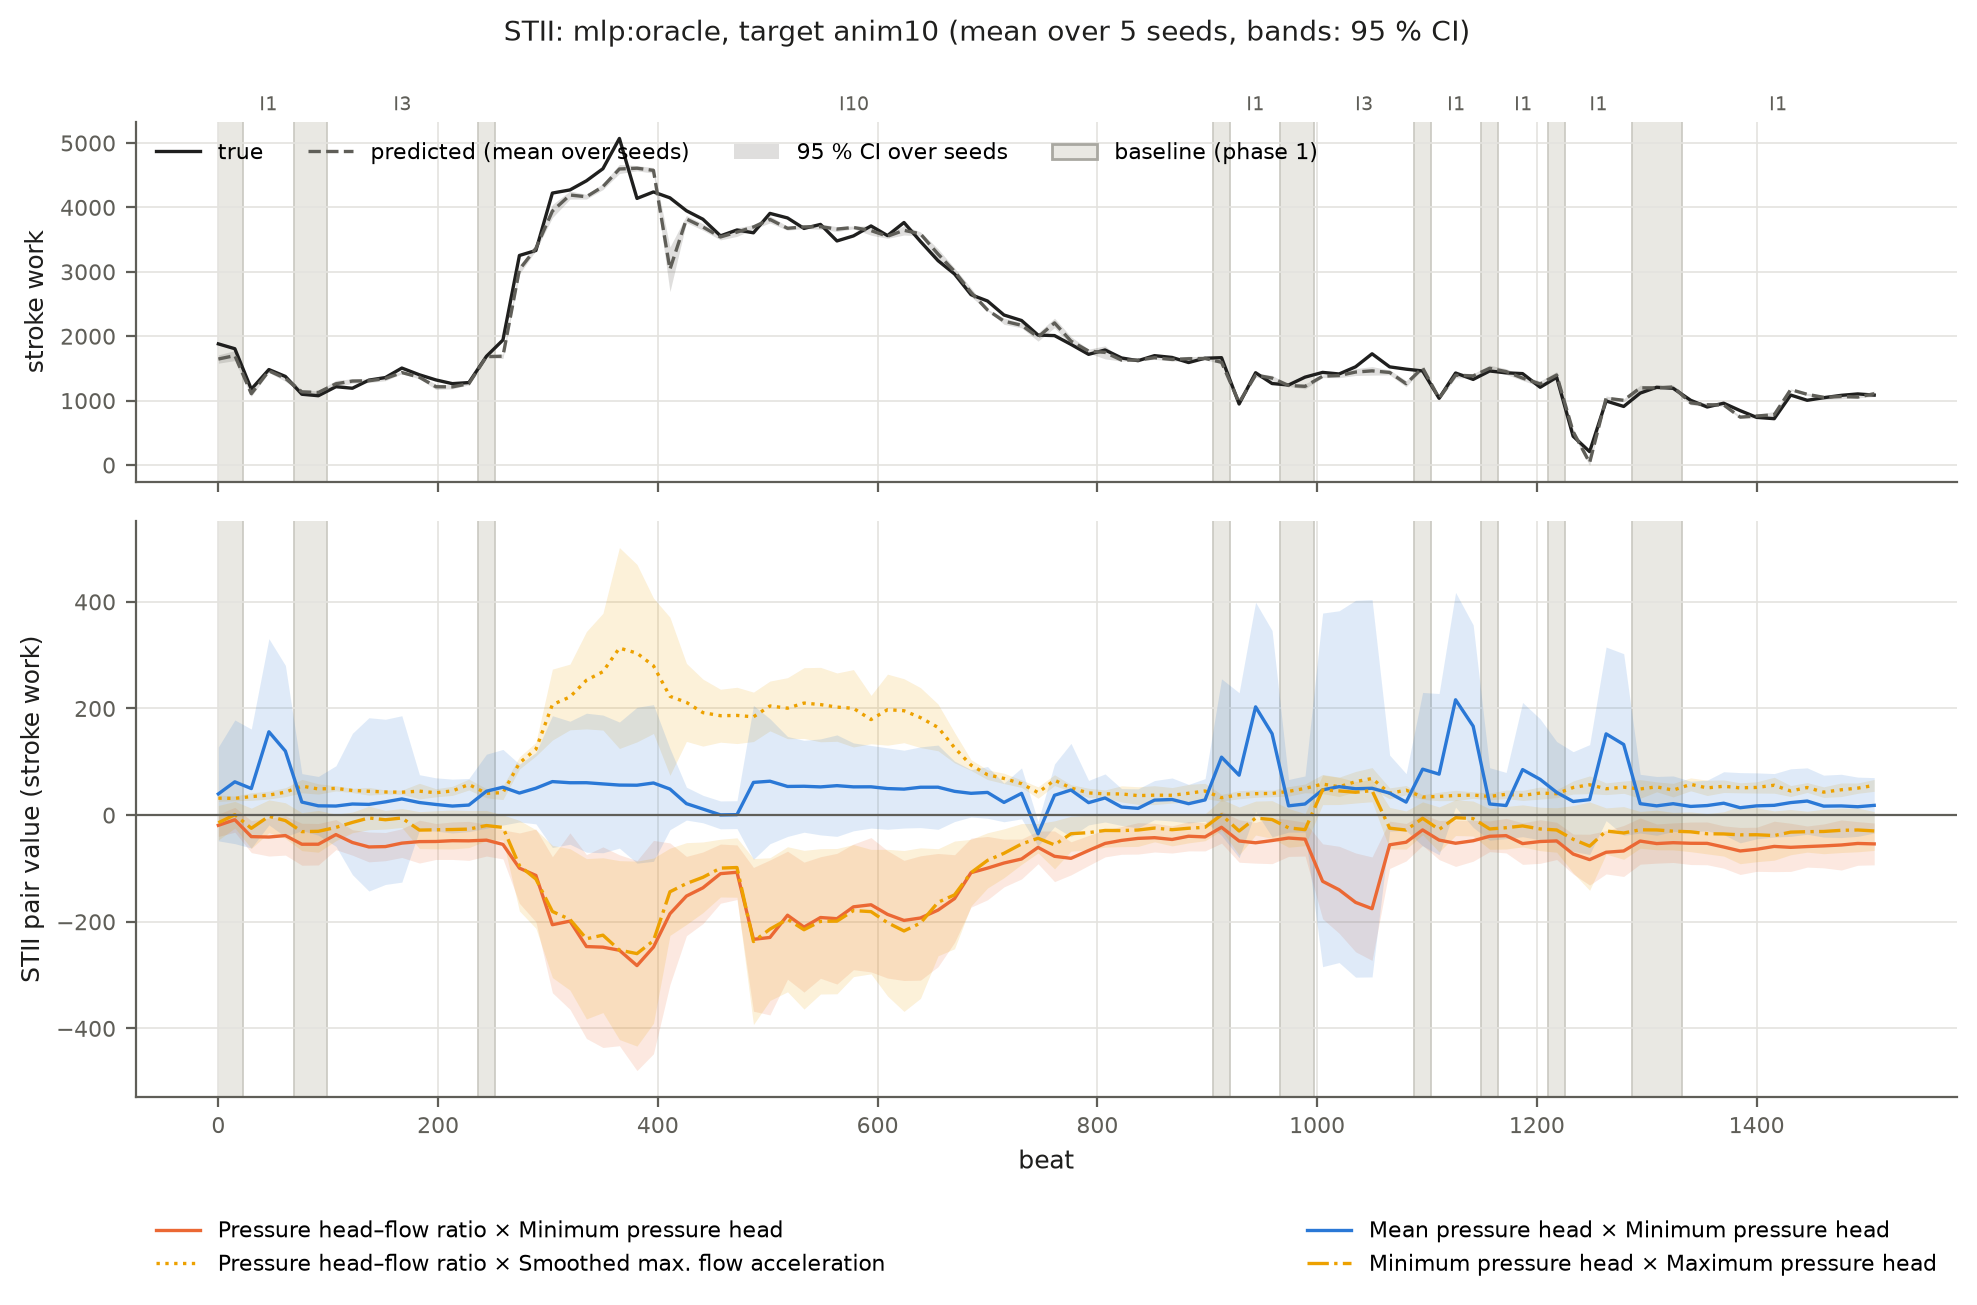 STII: mlp:oracle, target anim10 (mean over 5 seeds, bands: 95 % CI)
I1 I3 I10 I1 I3 I1 I1 I1 I1
true predicted (mean over seeds) 95 % CI over seeds baseline (phase 1)
5000
4000
3000
2000
1000
0
stroke work
400
200
0
−200
−400
STII pair value (stroke work)
0 200 400 600 800 1000 1200 1400
beat
Pressure head–flow ratio × Minimum pressure head
Pressure head–flow ratio × Smoothed max. flow acceleration
Mean pressure head × Minimum pressure head
Minimum pressure head × Maximum pressure head